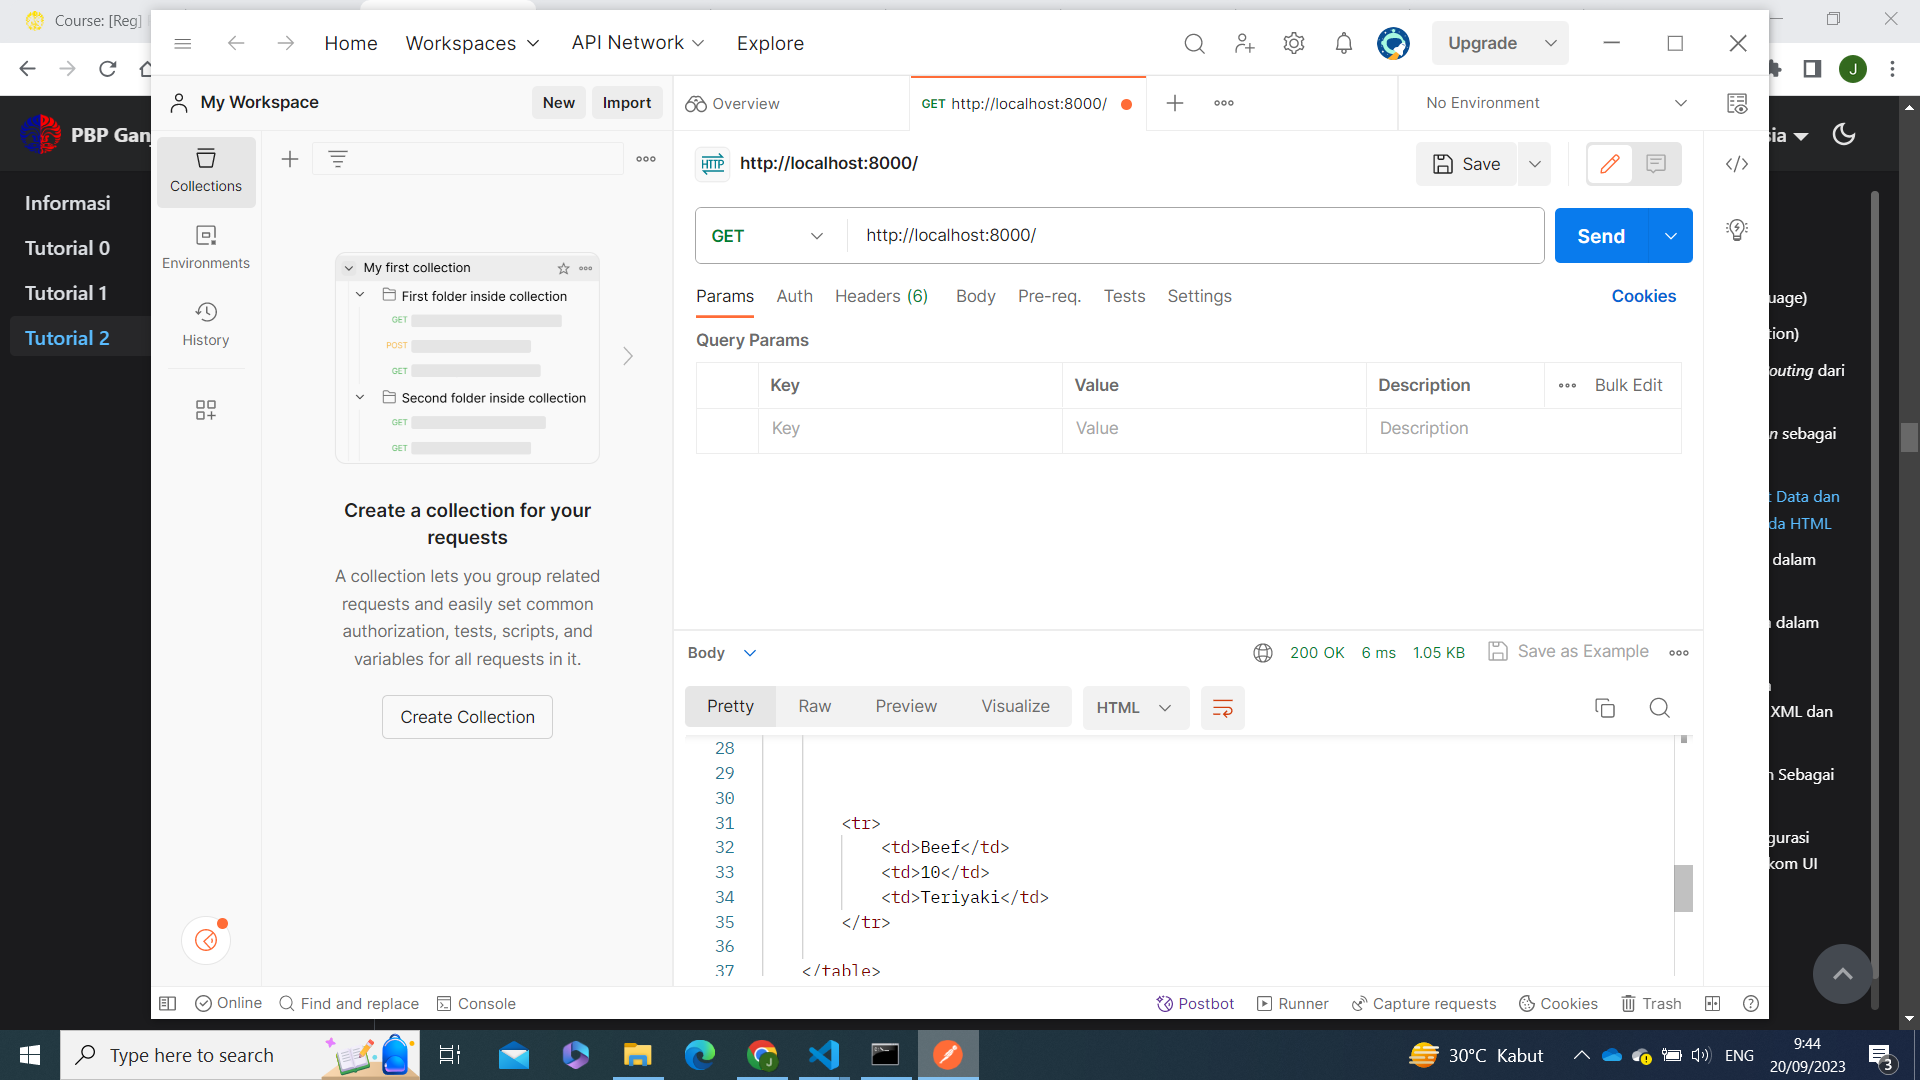 Course: [Reg]
Home
Workspaces
API Network
Explore
Upgrade
J
PBP Ganj
Informasi
Tutorial 0
Tutorial 1
Tutorial 2
My Workspace
New
Import
Overview
GET http://localhost:8000/
No Environment
Collections
Environments
History
My first collection
First folder inside collection
GET
POST
GET
Second folder inside collection
GET
GET
Create a collection for your
requests
A collection lets you group related
requests and easily set common
authorization, tests, scripts, and
variables for all requests in it.
Create Collection
HTTP http://localhost:8000/
Save
GET
http://localhost:8000/
Send
Params
Auth
Headers (6)
Body
Pre-req.
Tests
Settings
Cookies
Query Params
Key
Value
Description
Bulk Edit
Key
Value
Description
Body
200 OK
6 ms
1.05 KB
Save as Example
Pretty
Raw
Preview
Visualize
HTML
28
29
30
31 <tr>
32 <td>Beef</td>
33 <td>10</td>
34 <td>Teriyaki</td>
35 </tr>
36
37 </table>
Online
Find and replace
Console
Postbot
Runner
Capture requests
Cookies
Trash
sia
uage)
tion)
outing dari
n sebagai
t Data dan
da HTML
dalam
dalam
XML dan
n Sebagai
gurasi
kom UI
Type here to search
30°C Kabut
ENG
9:44
20/09/2023
3